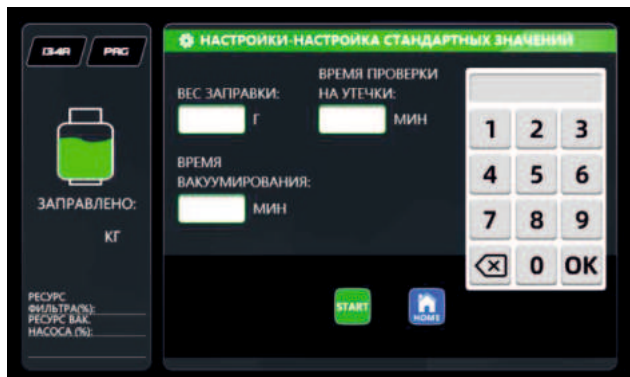 134A PAG
ЗАПРАВЛЕНО:
КГ
РЕСУРС
ФИЛЬТРА(%):
РЕСУРС ВАК.
НАСОСА (%):
НАСТРОЙКИ-НАСТРОЙКА СТАНДАРТНЫХ ЗНАЧЕНИЙ
ВЕС ЗАПРАВКИ:
Г
ВРЕМЯ ПРОВЕРКИ
НА УТЕЧКИ:
МИН
ВРЕМЯ
ВАКУУМИРОВАНИЯ:
МИН
1 2 3
4 5 6
7 8 9
0 OK
START
HOME